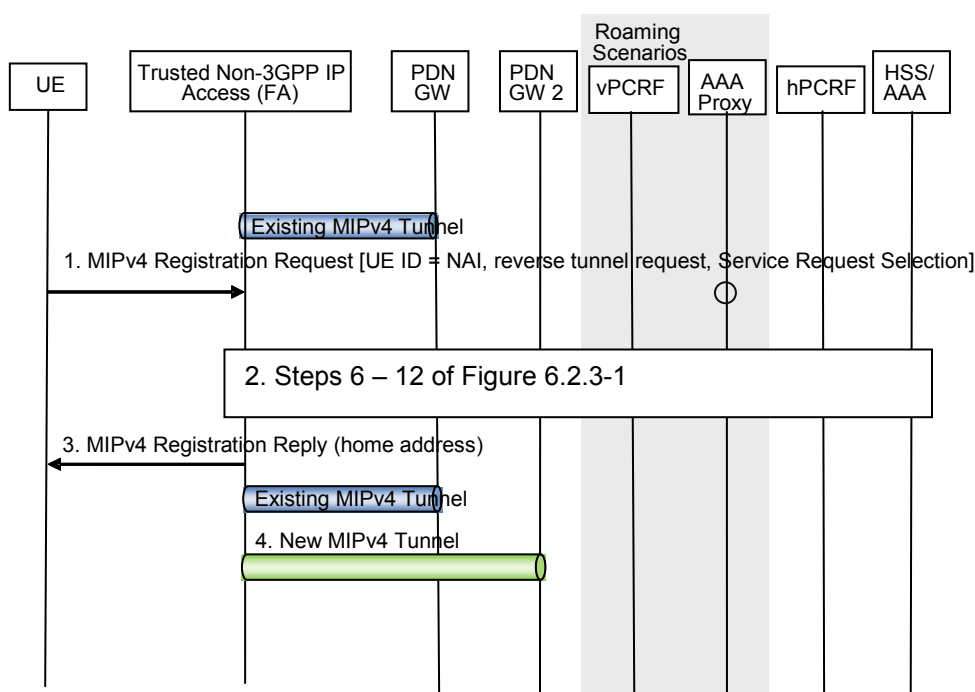 Roaming
Scenarios
UE
Trusted Non-3GPP IP
Access (FA)
PDN
GW
PDN
GW 2
vPCRF
AAA
Proxy
hPCRF
HSS/
AAA
Existing MIPv4 Tunnel
1. MIPv4 Registration Request [UE ID = NAI, reverse tunnel request, Service Request Selection]
2. Steps 6 – 12 of Figure 6.2.3-1
3. MIPv4 Registration Reply (home address)
Existing MIPv4 Tunnel
4. New MIPv4 Tunnel